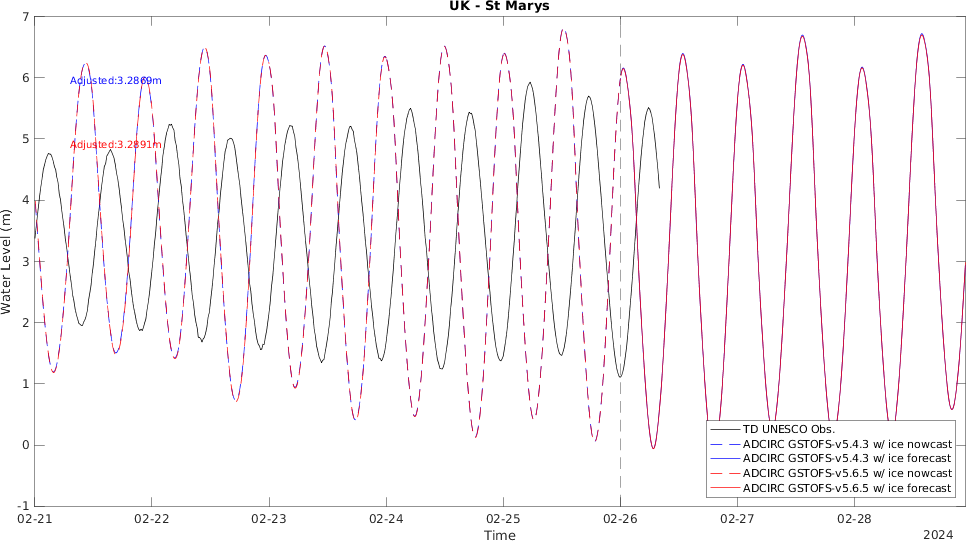 UK - St Marys
7
6
5
4
3
2
1
0
-1
Water Level (m)
Adjusted:3.2869m
Adjusted:3.2891m
TD UNESCO Obs.
ADCIRC GSTOFS-v5.4.3 w/ ice nowcast
ADCIRC GSTOFS-v5.4.3 w/ ice forecast
ADCIRC GSTOFS-v5.6.5 w/ ice nowcast
ADCIRC GSTOFS-v5.6.5 w/ ice forecast
02-21 02-22 02-23 02-24 02-25 02-26 02-27 02-28
Time
2024